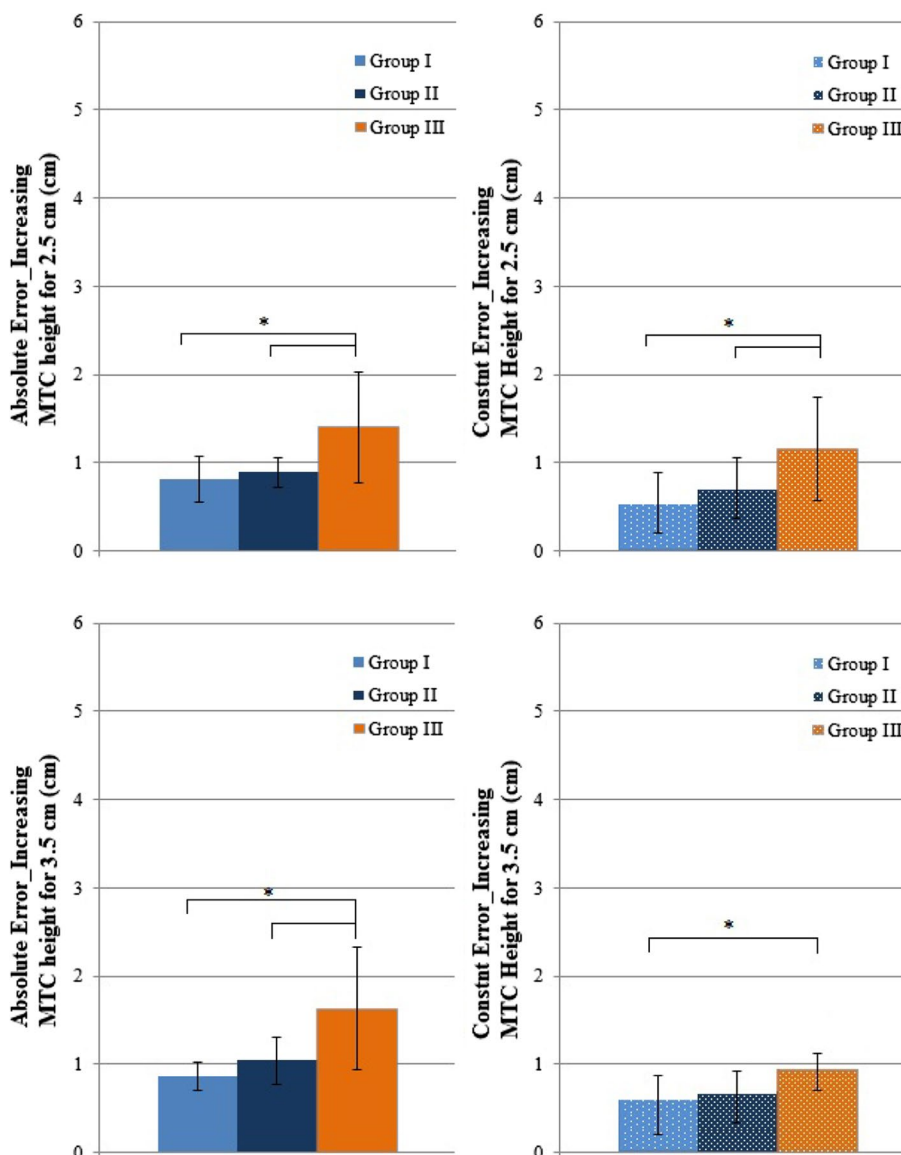 Absolute Error_Increasing
MTC height for 2.5 cm (cm)
6
5
4
3
2
1
0
Group I
Group II
Group III
*
Constnt Error_Increasing
MTC Height for 2.5 cm (cm)
6
5
4
3
2
1
0
Group I
Group II
Group III
*
Absolute Error_Increasing
MTC height for 3.5 cm (cm)
6
5
4
3
2
1
0
Group I
Group II
Group III
*
Constnt Error_Increasing
MTC Height for 3.5 cm (cm)
6
5
4
3
2
1
0
Group I
Group II
Group III
*